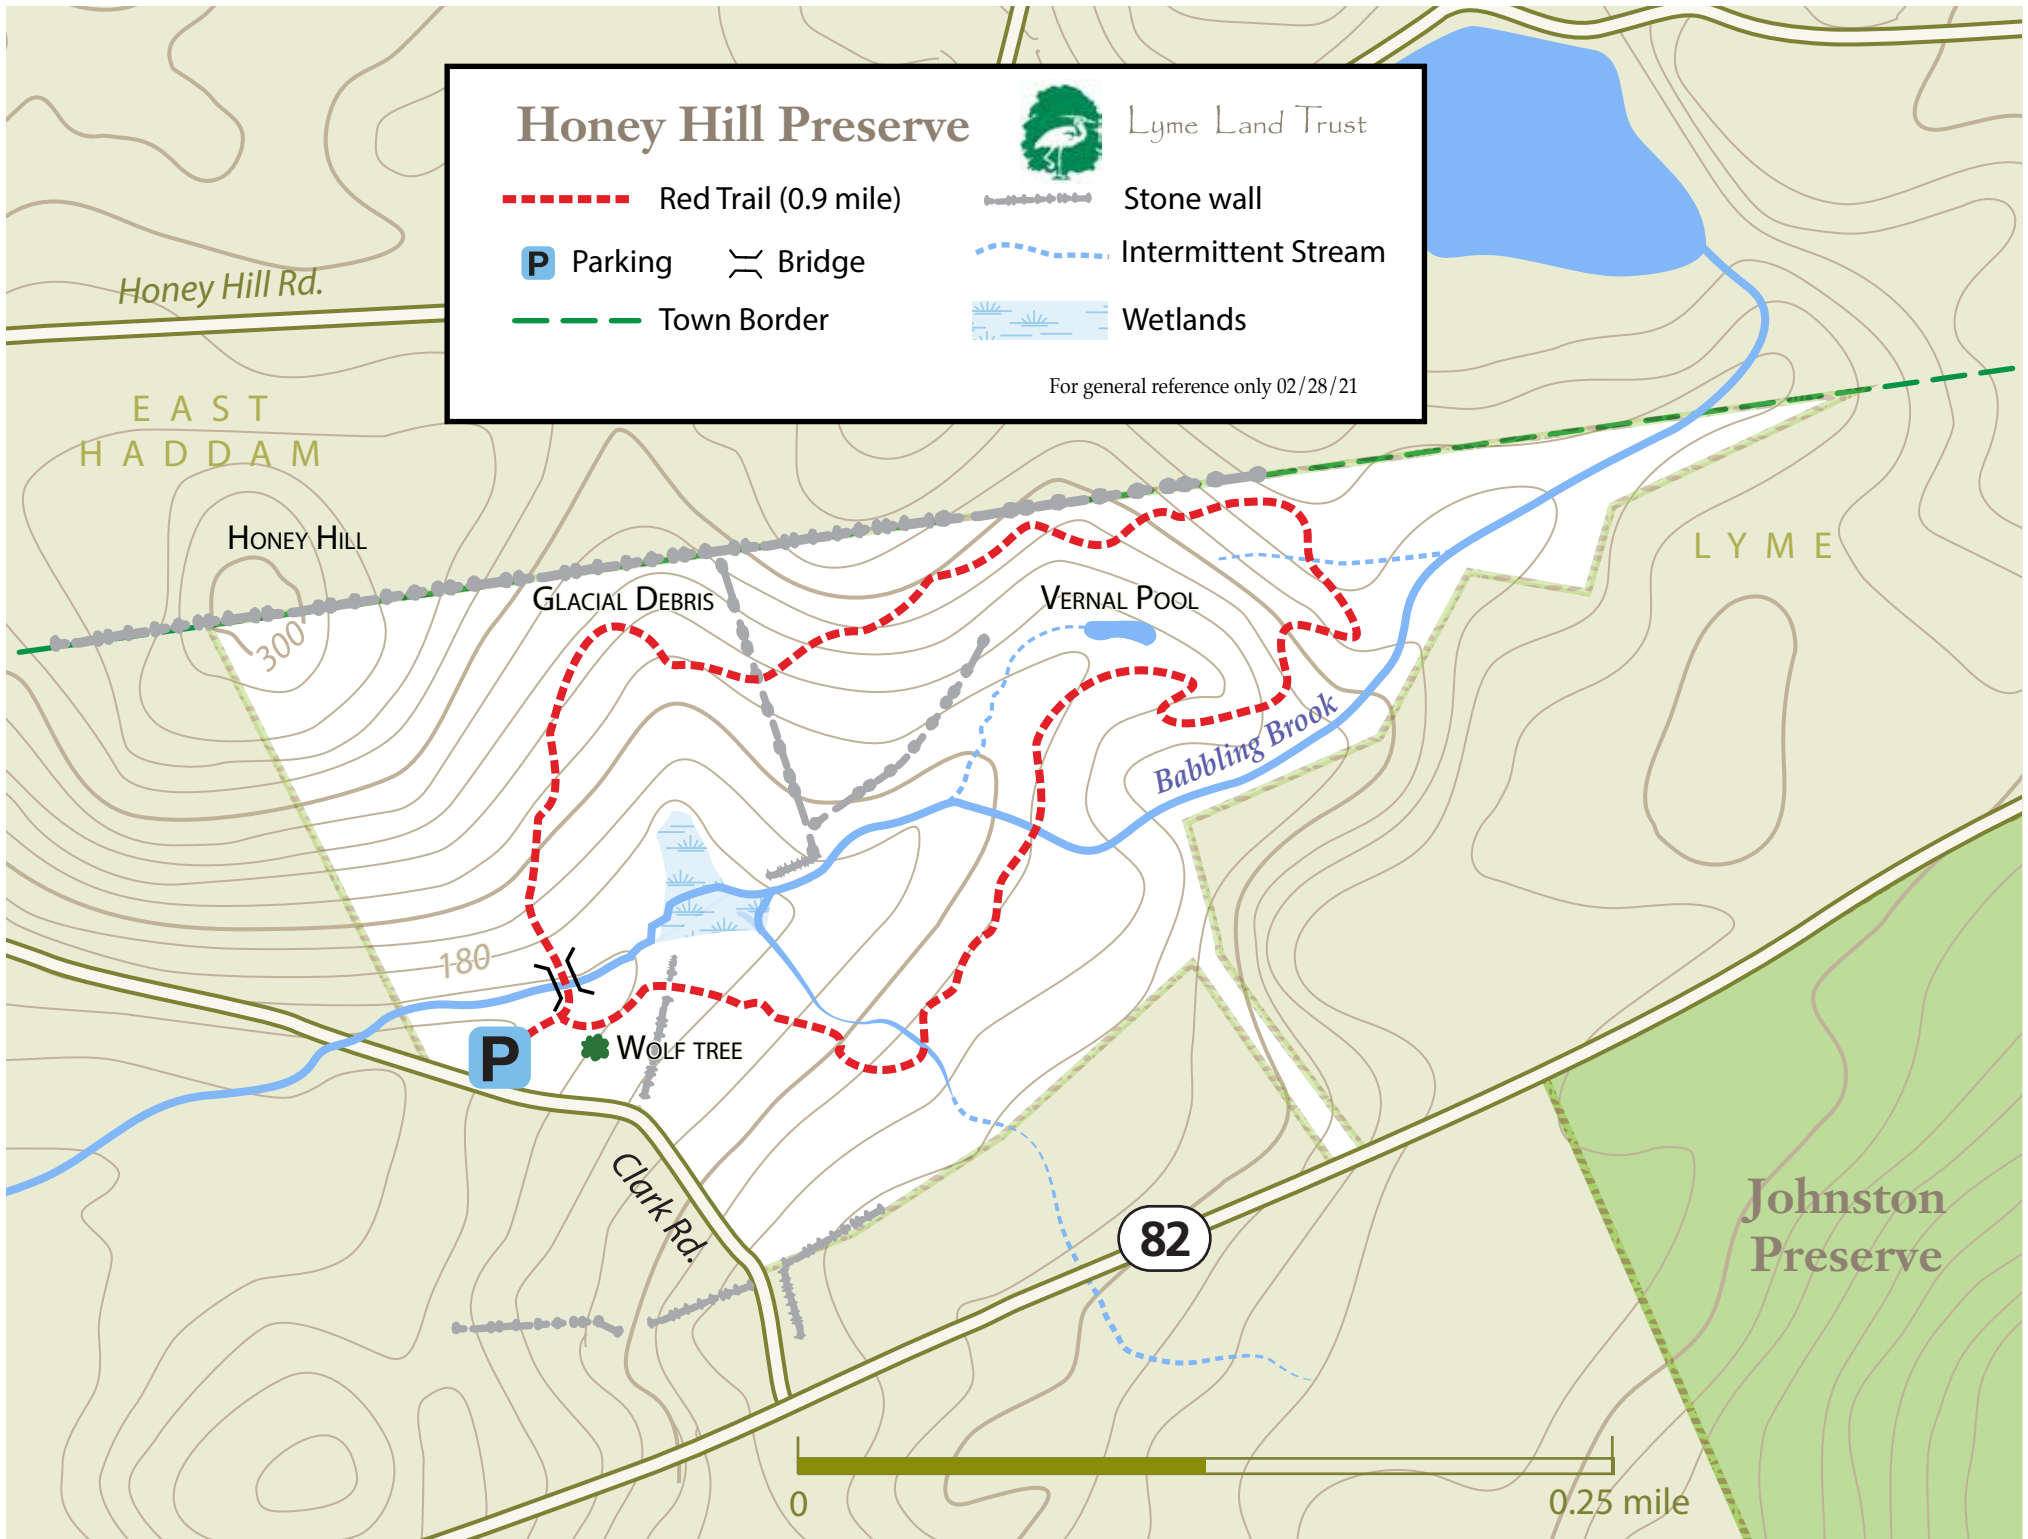 Honey Hill Preserve
Lyme Land Trust
Red Trail (0.9 mile)
Stone wall
P Parking
Bridge
Intermittent Stream
Town Border
Wetlands
For general reference only 02/28/21
Honey Hill Rd.
EAST
HADDAM
HONEY HILL
300
GLACIAL DEBRIS
VERNAL POOL
LYME
Babbling Brook
180
P
WOLF TREE
Clark Rd.
82
Johnston
Preserve
0
0.25 mile